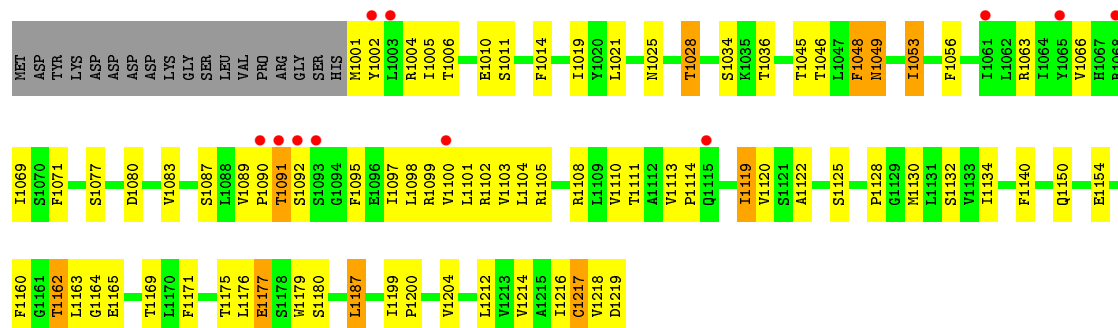 MET ASP TYR LYS ASP ASP ASP ASP LYS GLY SER LEU VAL PRO ARG GLY SER HIS M1001 Y1002 L1003 R1004 I1005 T1006 E1010 S1011 F1014 I1019 Y1020 L1021 N1025 T1028 S1034 K1035 T1036 T1045 T1046 L1047 F1048 N1049 I1053 F1056 I1061 L1062 R1063 I1064 Y1065 V1066 H1067
I1069 S1070 F1071 S1077 D1080 V1083 S1087 L1088 V1089 P1090 T1091 S1092 S1093 G1094 F1095 E1096 I1097 L1098 R1099 V1100 L1101 R1102 V1103 L1104 R1105 R1108 L1109 V1110 T1111 A1112 V1113 P1114 Q1115 I1119 V1120 S1121 A1122 S1125 P1128 G1129 M1130 L1131 S1132 V1133 I1134 F1140 Q1150 E1154
F1160 G1161 T1162 L1163 G1164 E1165 T1169 L1170 F1171 T1175 L1176 E1177 S1178 W1179 S1180 L1187 I1199 P1200 V1204 L1212 V1213 V1214 A1215 I1216 C1217 V1218 D1219